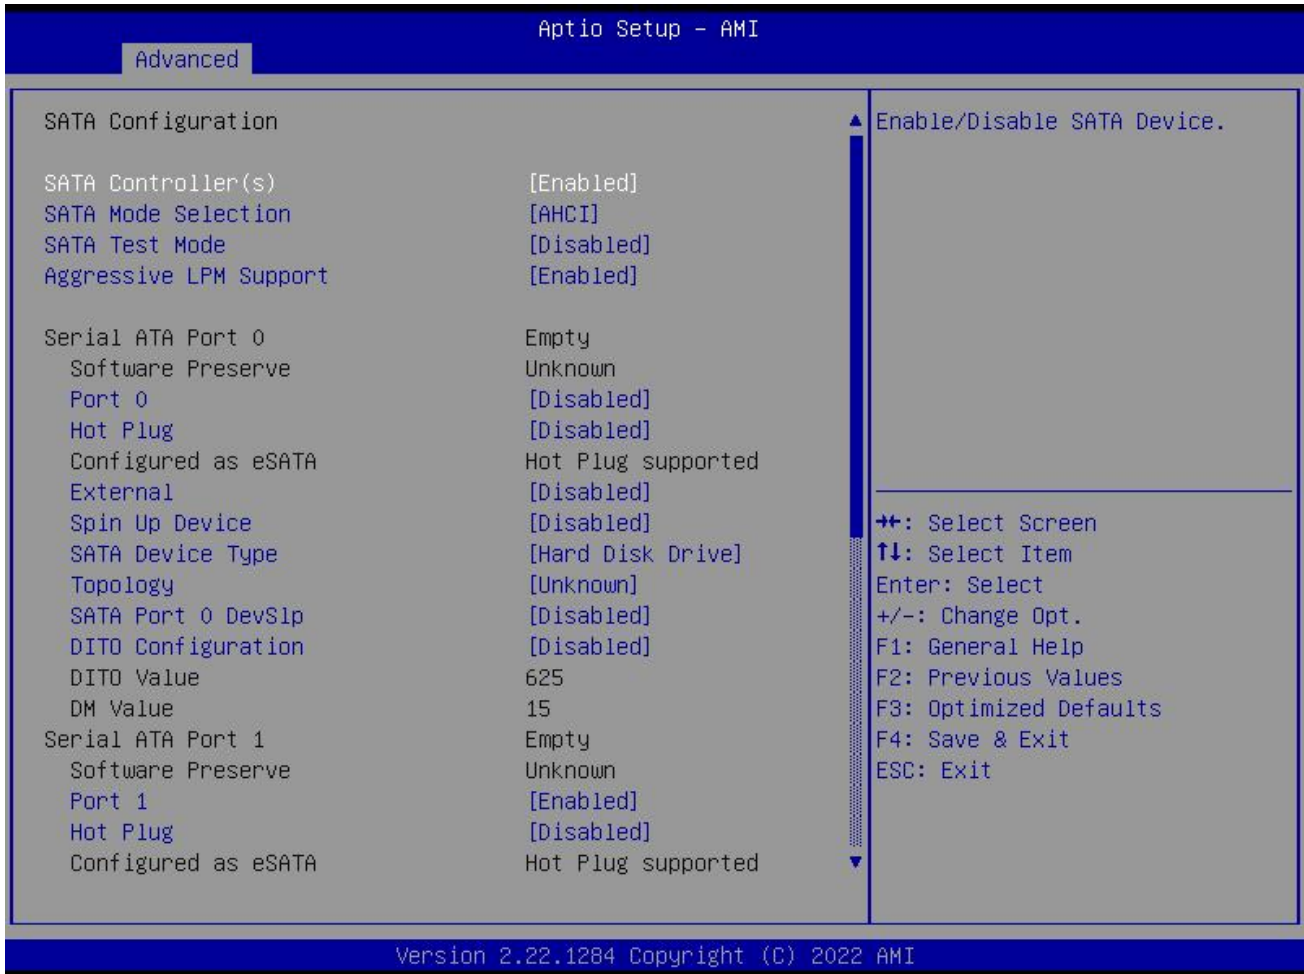 Aptio Setup – AMI
Advanced
SATA Configuration
SATA Controller(s) [Enabled]
SATA Mode Selection [AHCI]
SATA Test Mode [Disabled]
Aggressive LPM Support [Enabled]
Serial ATA Port 0 Empty
Software Preserve Unknown
Port 0 [Disabled]
Hot Plug [Disabled]
Configured as eSATA Hot Plug supported
External [Disabled]
Spin Up Device [Disabled]
SATA Device Type [Hard Disk Drive]
Topology [Unknown]
SATA Port 0 DevSlp [Disabled]
DITO Configuration [Disabled]
DITO Value 625
DM Value 15
Serial ATA Port 1 Empty
Software Preserve Unknown
Port 1 [Enabled]
Hot Plug [Disabled]
Configured as eSATA Hot Plug supported
Enable/Disable SATA Device.
→←: Select Screen
↑↓: Select Item
Enter: Select
+/-: Change Opt.
F1: General Help
F2: Previous Values
F3: Optimized Defaults
F4: Save & Exit
ESC: Exit
Version 2.22.1284 Copyright (C) 2022 AMI